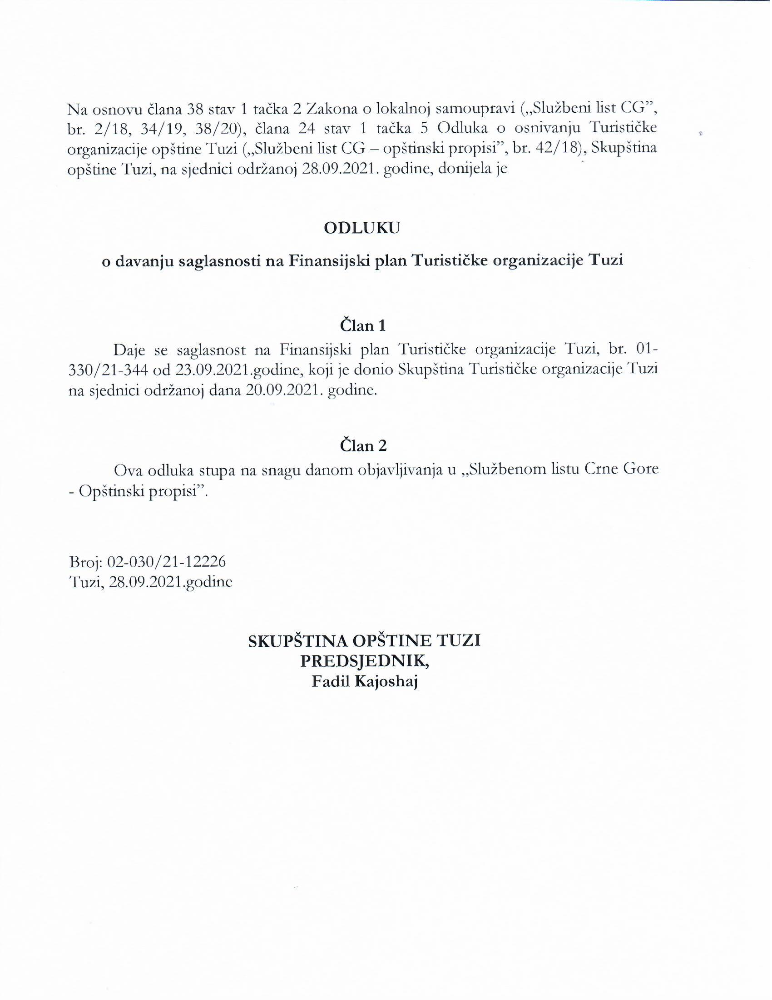 Na osnovu člana 38 stav 1 tačka 2 Zakona o lokalnoj samoupravi (,,Službeni list CG”,
br. 2/18, 34/19, 38/20), člana 24 stav 1 tačka 5 Odluka o osnivanju Turističke
organizacije opštine Tuzi (,,Službeni list CG – opštinski propisi”, br. 42/18), Skupština
opštine Tuzi, na sjednici održanoj 28.09.2021. godine, donijela je
ODLUKU
o davanju saglasnosti na Finansijski plan Turističke organizacije Tuzi
Član 1
Daje se saglasnost na Finansijski plan Turističke organizacije Tuzi, br. 01-
330/21-344 od 23.09.2021.godine, koji je donio Skupština Turističke organizacije Tuzi
na sjednici održanoj dana 20.09.2021. godine.
Član 2
Ova odluka stupa na snagu danom objavljivanja u ,,Službenom listu Crne Gore
- Opštinski propisi”.
Broj: 02-030/21-12226
Tuzi, 28.09.2021.godine
SKUPŠTINA OPŠTINE TUZI
PREDSJEDNIK,
Fadil Kajoshaj